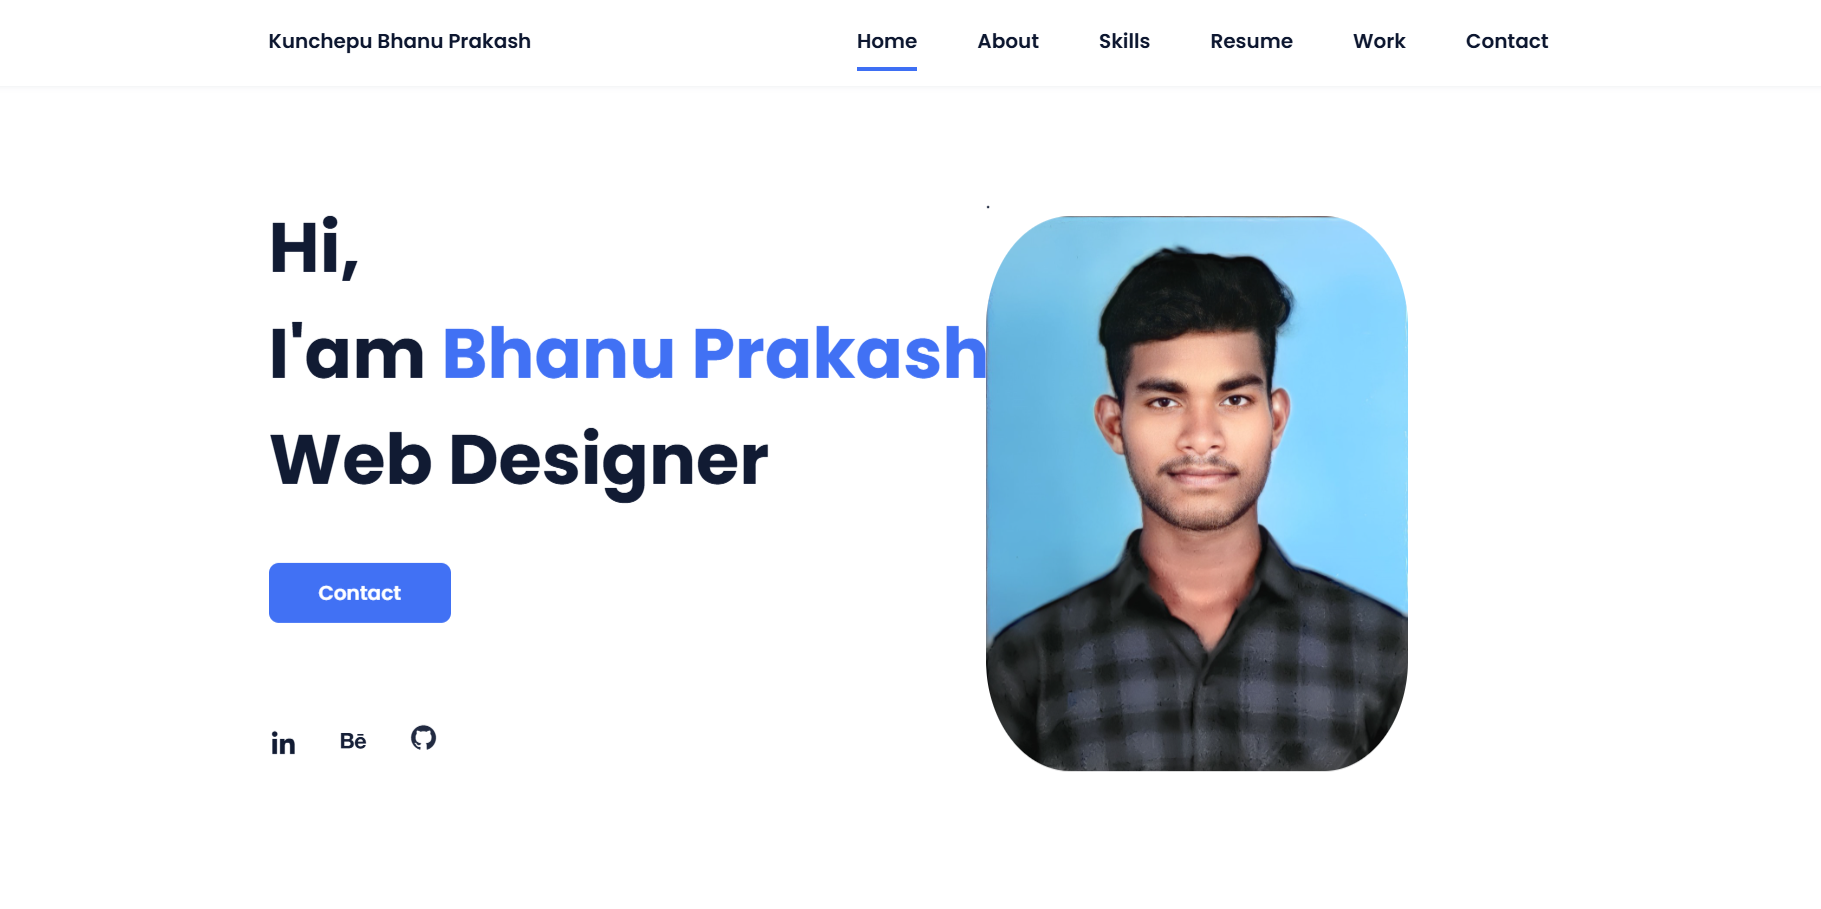 Kunchepu Bhanu Prakash
Home About Skills Resume Work Contact
Hi,
I'am Bhanu Prakash
Web Designer
Contact
in Bē